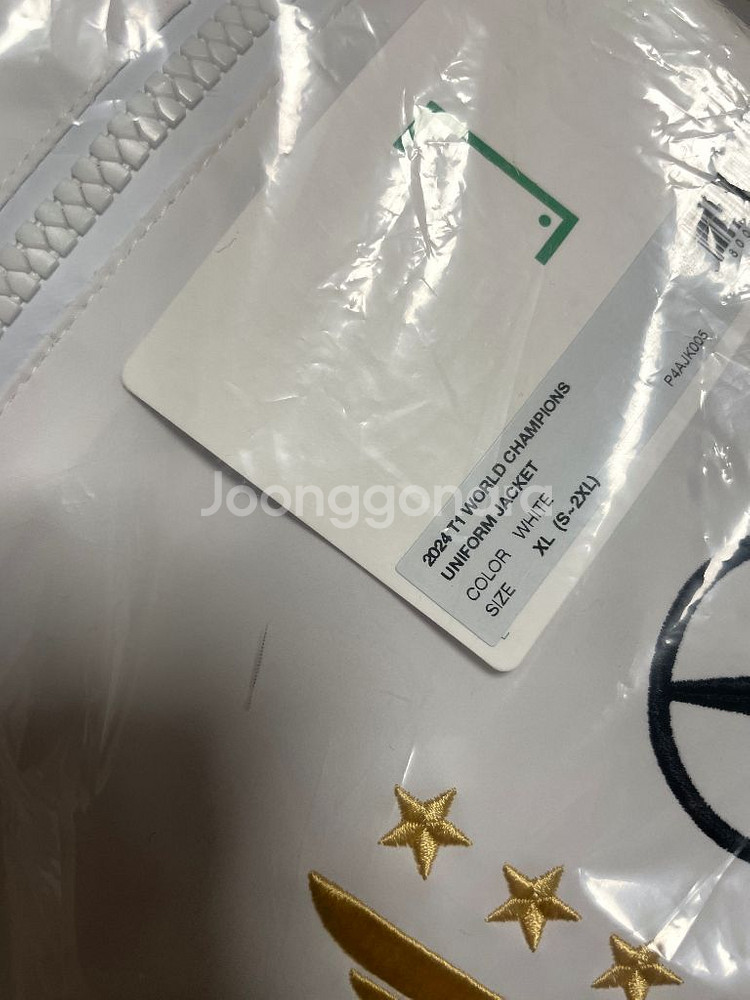 P4AJK005
2024 T1 WORLD CHAMPIONS
UNIFORM JACKET
COLOR WHITE
SIZE XL (S~2XL)
Joonggonara